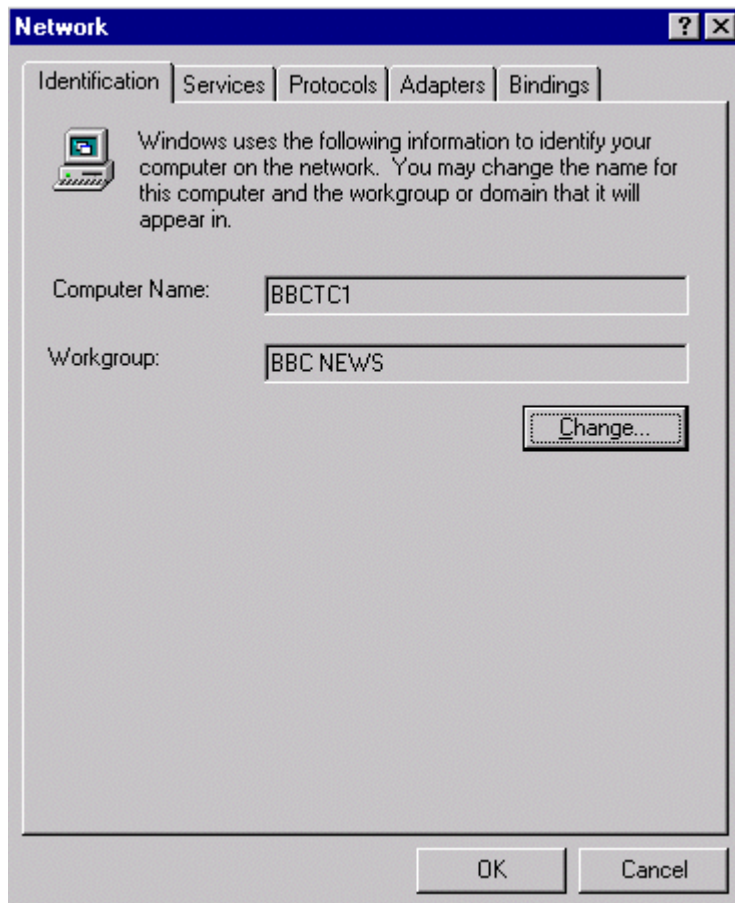 Network
Identification Services Protocols Adapters Bindings
Windows uses the following information to identify your
computer on the network.  You may change the name for
this computer and the workgroup or domain that it will
appear in.
Computer Name: BBCTC1
Workgroup: BBC NEWS
Change...
OK Cancel